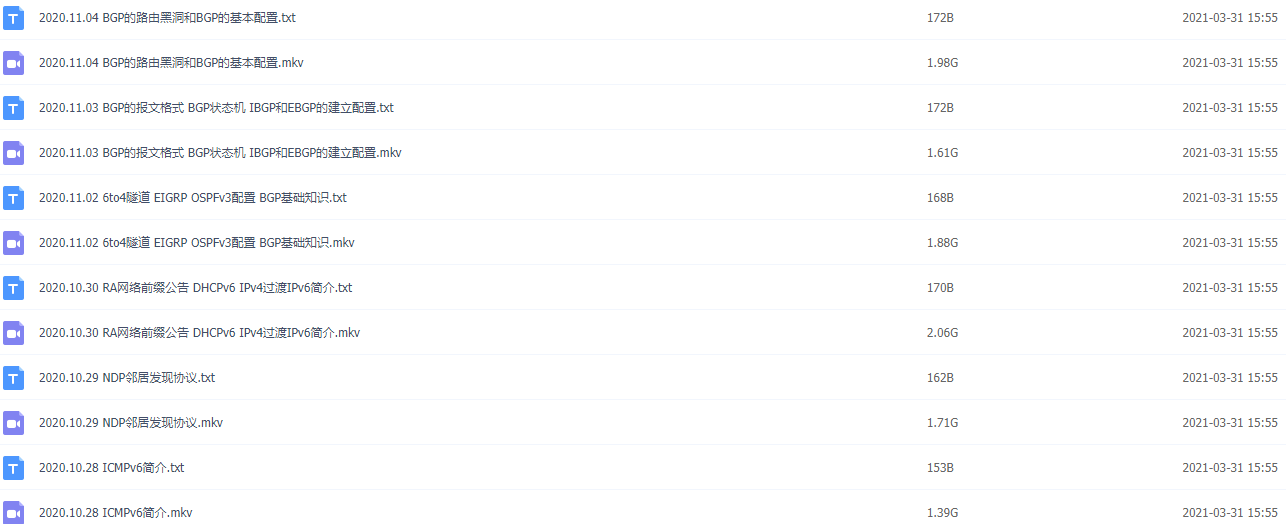 2020.11.04 BGP的路由黑洞和BGP的基本配置.txt 172B 2021-03-31 15:55
2020.11.04 BGP的路由黑洞和BGP的基本配置.mkv 1.98G 2021-03-31 15:55
2020.11.03 BGP的报文格式 BGP状态机 IBGP和EBGP的建立配置.txt 172B 2021-03-31 15:55
2020.11.03 BGP的报文格式 BGP状态机 IBGP和EBGP的建立配置.mkv 1.61G 2021-03-31 15:55
2020.11.02 6to4隧道 EIGRP OSPFv3配置 BGP基础知识.txt 168B 2021-03-31 15:55
2020.11.02 6to4隧道 EIGRP OSPFv3配置 BGP基础知识.mkv 1.88G 2021-03-31 15:55
2020.10.30 RA网络前缀公告 DHCPv6 IPv4过渡IPv6简介.txt 170B 2021-03-31 15:55
2020.10.30 RA网络前缀公告 DHCPv6 IPv4过渡IPv6简介.mkv 2.06G 2021-03-31 15:55
2020.10.29 NDP邻居发现协议.txt 162B 2021-03-31 15:55
2020.10.29 NDP邻居发现协议.mkv 1.71G 2021-03-31 15:55
2020.10.28 ICMPv6简介.txt 153B 2021-03-31 15:55
2020.10.28 ICMPv6简介.mkv 1.39G 2021-03-31 15:55